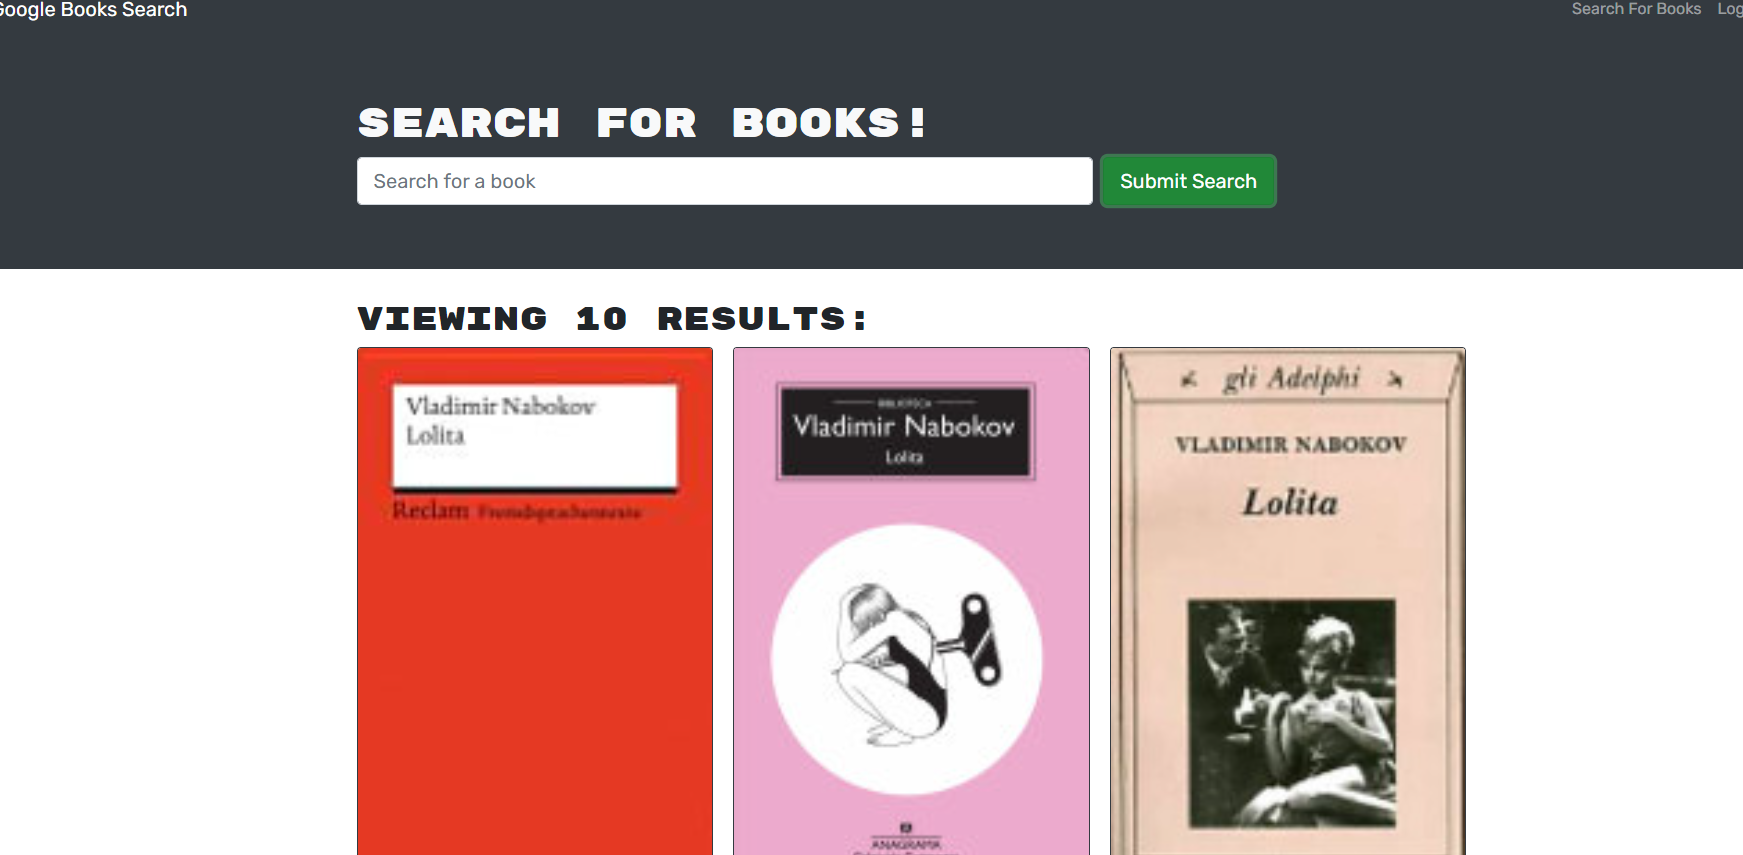 Google Books Search
Search For Books Log
SEARCH FOR BOOKS!
Search for a book
Submit Search
VIEWING 10 RESULTS:
Vladimir Nabokov
Lolita
Reclam Fremdsprachentexte
BIBLIOTECA
Vladimir Nabokov
Lolita
ANAGRAMA
gli Adelphi
VLADIMIR NABOKOV
Lolita